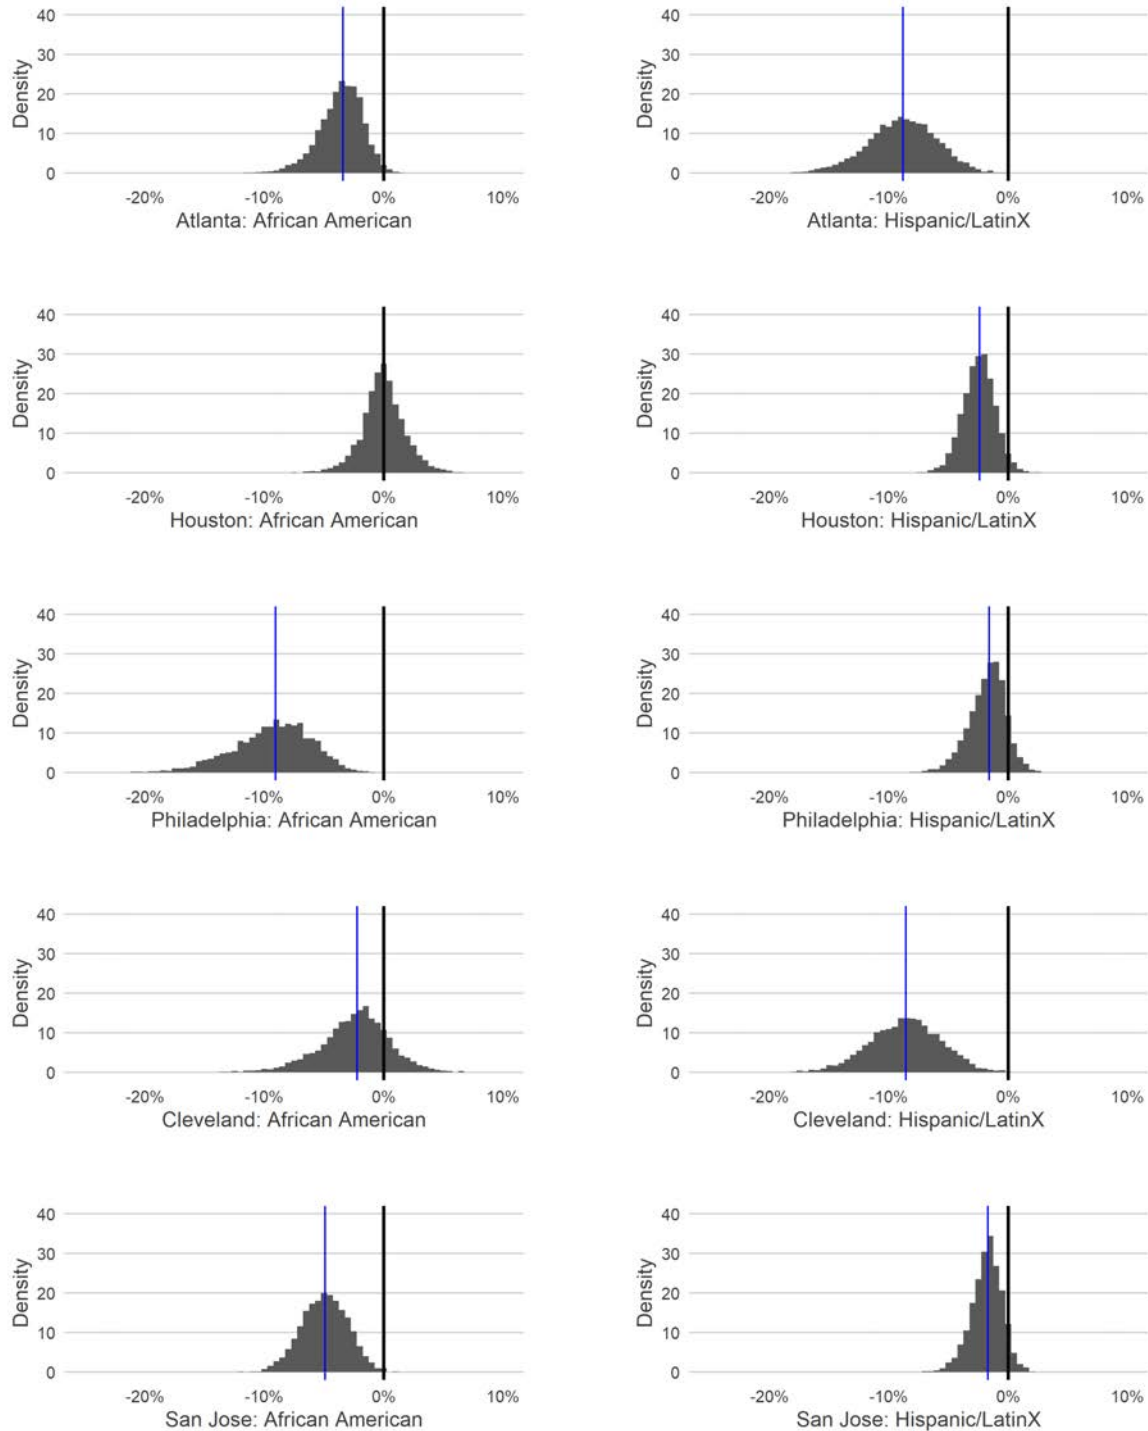 40
30
Density
20
10
0
-20% -10% 0% 10%
Atlanta: African American
40
30
Density
20
10
0
-20% -10% 0% 10%
Atlanta: Hispanic/LatinX
40
30
Density
20
10
0
-20% -10% 0% 10%
Houston: African American
40
30
Density
20
10
0
-20% -10% 0% 10%
Houston: Hispanic/LatinX
40
30
Density
20
10
0
-20% -10% 0% 10%
Philadelphia: African American
40
30
Density
20
10
0
-20% -10% 0% 10%
Philadelphia: Hispanic/LatinX
40
30
Density
20
10
0
-20% -10% 0% 10%
Cleveland: African American
40
30
Density
20
10
0
-20% -10% 0% 10%
Cleveland: Hispanic/LatinX
40
30
Density
20
10
0
-20% -10% 0% 10%
San Jose: African American
40
30
Density
20
10
0
-20% -10% 0% 10%
San Jose: Hispanic/LatinX